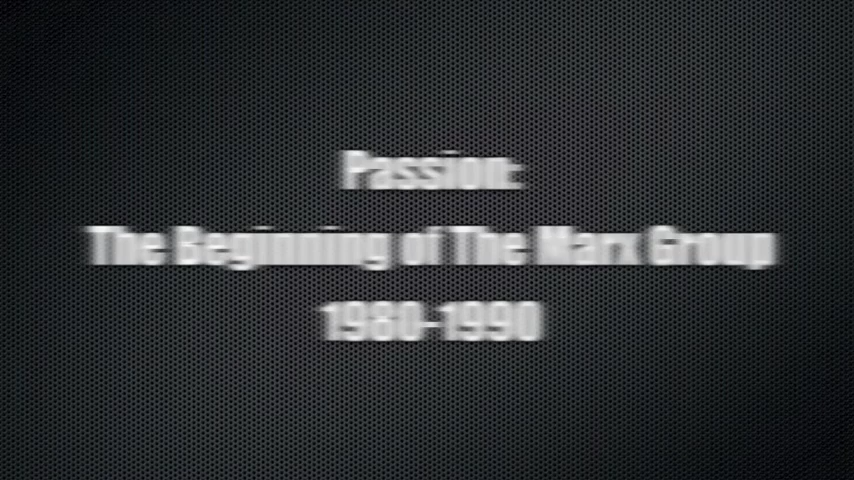 Passion:
The Beginning of The Marx Group
1980-1990